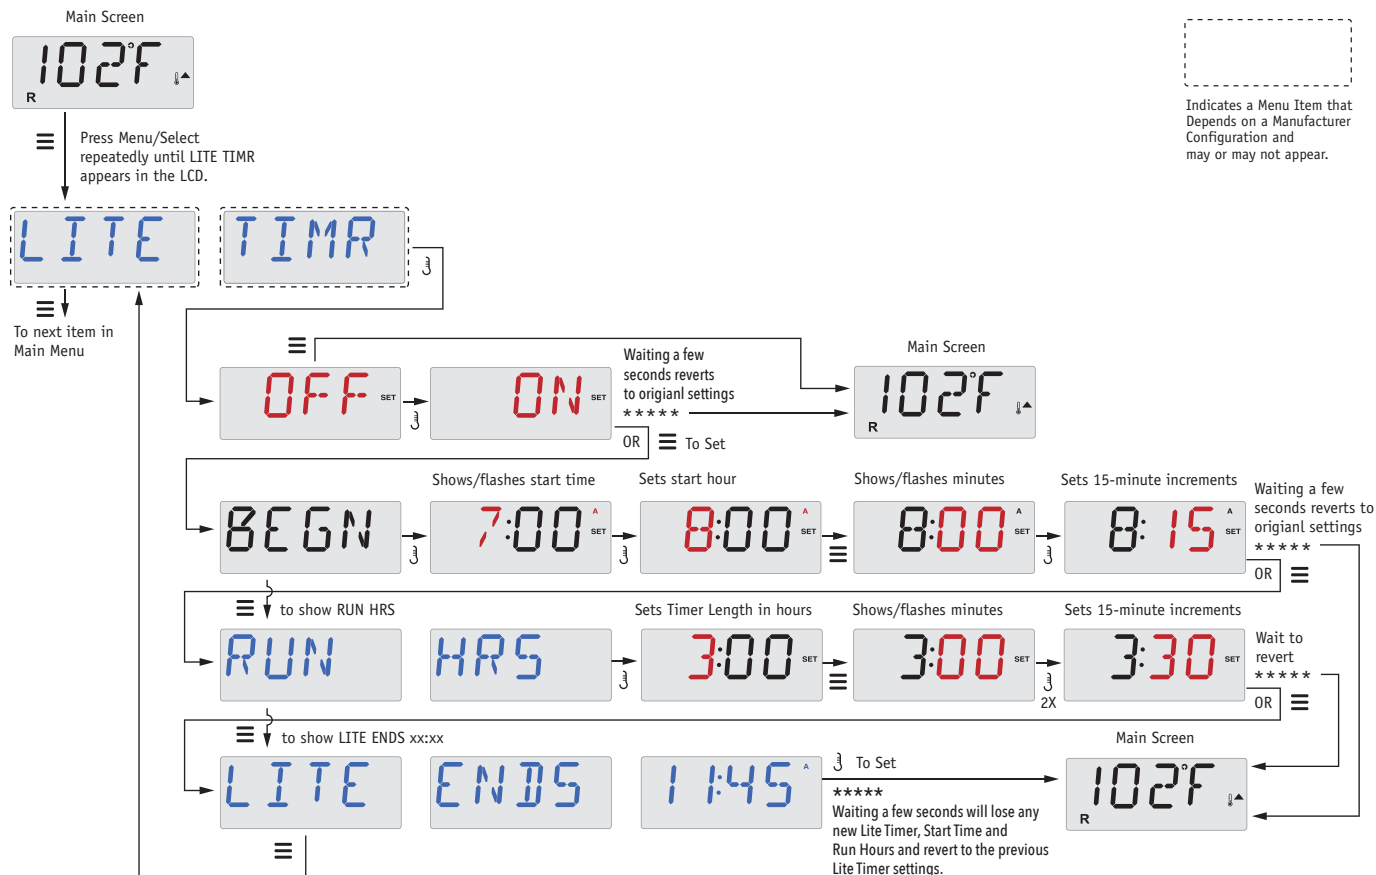 Main Screen
102°F
R
Press Menu/Select
repeatedly until LITE TIMR
appears in the LCD.
Indicates a Menu Item that
Depends on a Manufacturer
Configuration and
may or may not appear.
LITE
TIMR
To next item in
Main Menu
OFF SET
ON SET
Waiting a few
seconds reverts
to origianl settings
*****
OR
To Set
Main Screen
102°F
R
Shows/flashes start time
Sets start hour
Shows/flashes minutes
Sets 15-minute increments
BEGN
7:00 A SET
8:00 A SET
8:00 A SET
8:15 A SET
Waiting a few
seconds reverts to
origianl settings
*****
OR
to show RUN HRS
Sets Timer Length in hours
Shows/flashes minutes
Sets 15-minute increments
RUN
HRS
3:00 SET
3:00 SET
2X
3:30 SET
Wait to
revert
*****
OR
to show LITE ENDS xx:xx
LITE
ENDS
11:45 A
To Set
*****
Waiting a few seconds will lose any
new Lite Timer, Start Time and
Run Hours and revert to the previous
Lite Timer settings.
Main Screen
102°F
R